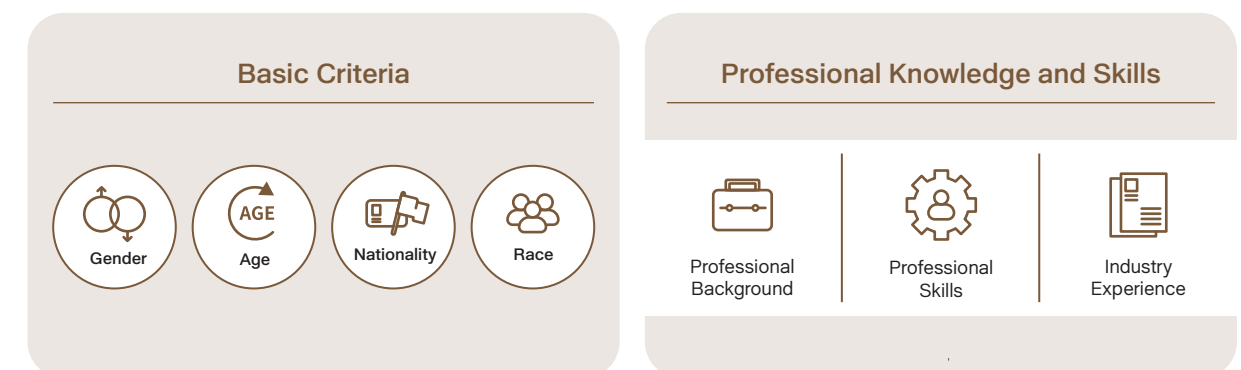 Basic Criteria
AGE
Gender
Age
Nationality
Race
Professional Knowledge and Skills
Professional
Background
Professional
Skills
Industry
Experience